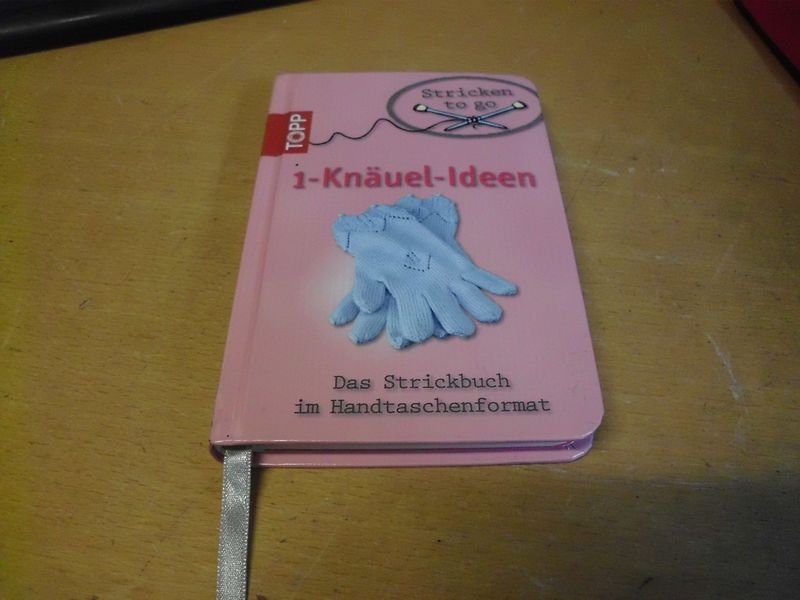 Stricken
to go
TOPP
1-Knäuel-Ideen
Das Strickbuch
im Handtaschenformat